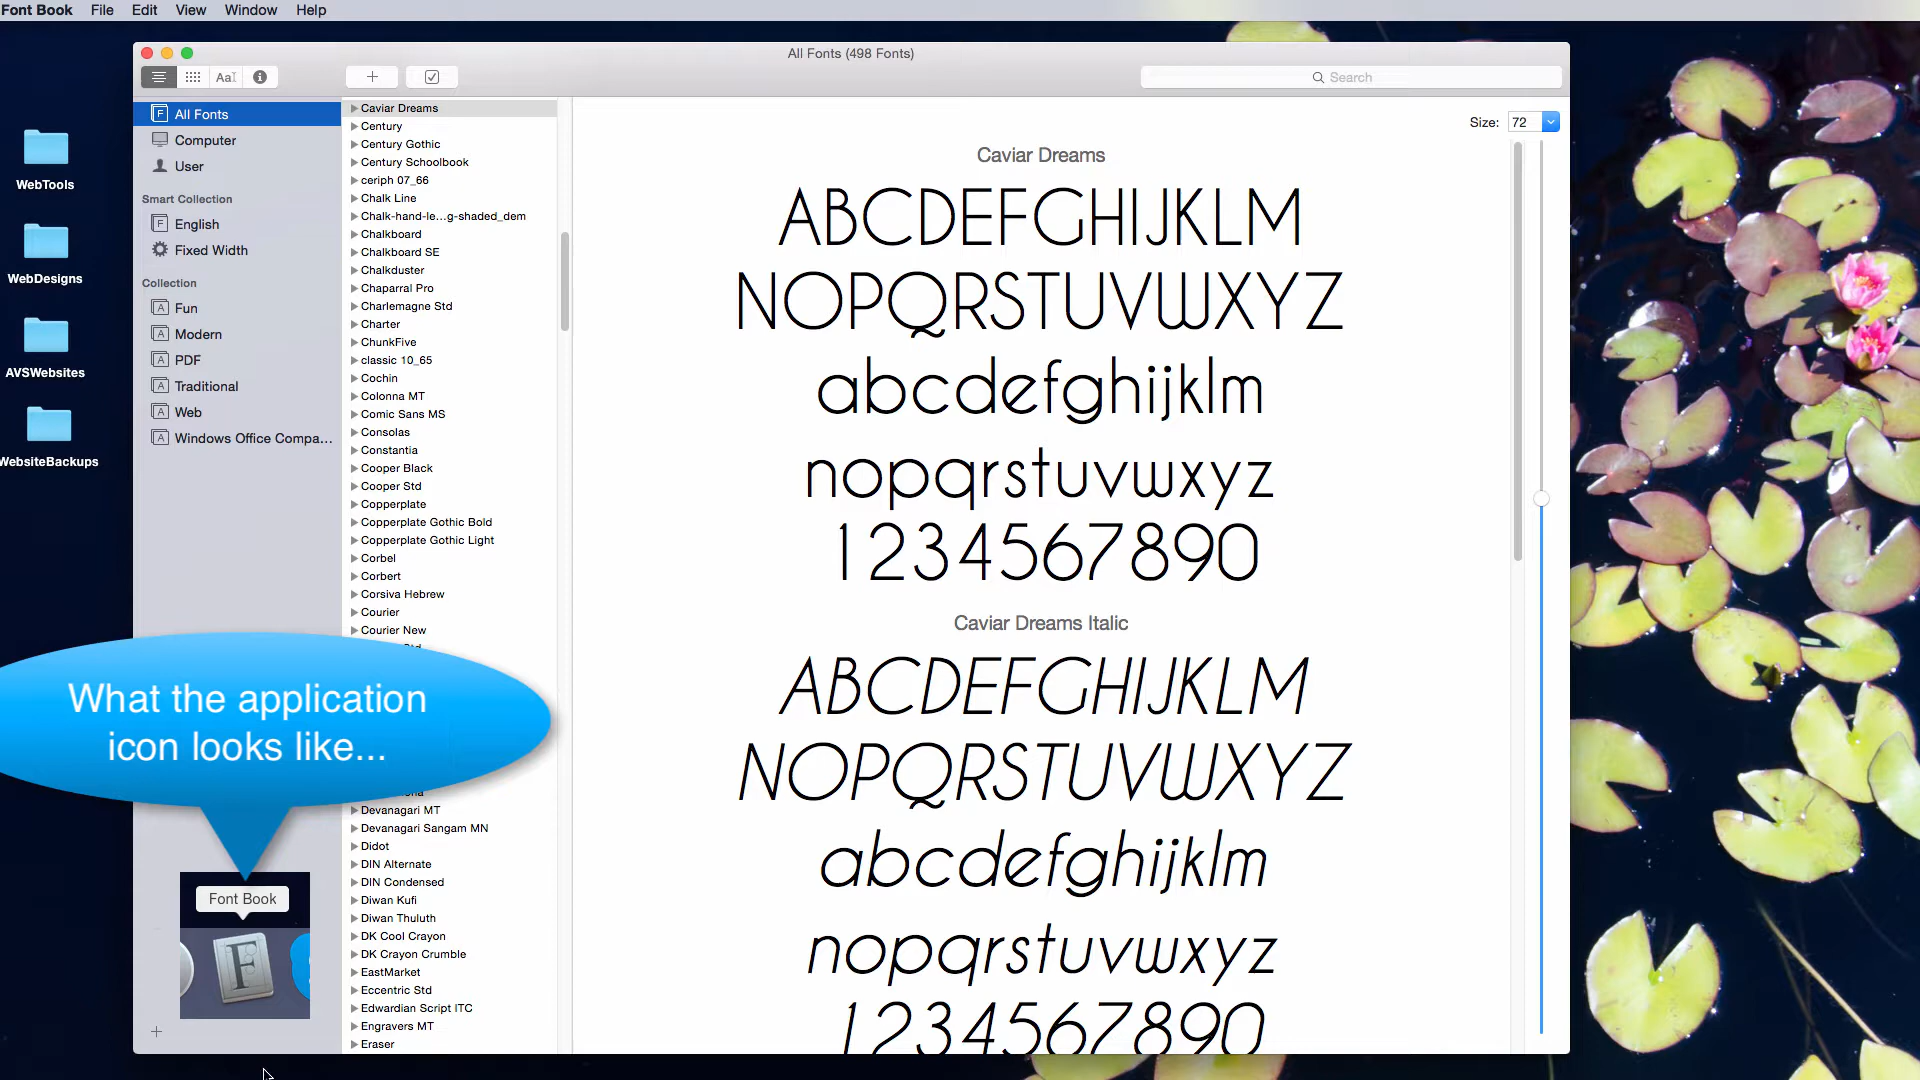 Font Book File Edit View Window Help
All Fonts (498 Fonts)
Aa
Search
WebTools
WebDesigns
AVSWebsites
WebsiteBackups
All Fonts
Computer
User
Smart Collection
English
Fixed Width
Collection
Fun
Modern
PDF
Traditional
Web
Windows Office Compa...
Caviar Dreams
Century
Century Gothic
Century Schoolbook
ceriph 07_66
Chalk Line
Chalk-hand-le...g-shaded_dem
Chalkboard
Chalkboard SE
Chalkduster
Chaparral Pro
Charlemagne Std
Charter
ChunkFive
classic 10_65
Cochin
Colonna MT
Comic Sans MS
Consolas
Constantia
Cooper Black
Cooper Std
Copperplate
Copperplate Gothic Bold
Copperplate Gothic Light
Corbel
Corbert
Corsiva Hebrew
Courier
Courier New
Devanagari MT
Devanagari Sangam MN
Didot
DIN Alternate
DIN Condensed
Diwan Kufi
Diwan Thuluth
DK Cool Crayon
DK Crayon Crumble
EastMarket
Eccentric Std
Edwardian Script ITC
Engravers MT
Eraser
What the application
icon looks like...
Font Book
F
Size: 72
Caviar Dreams
ABCDEFGHIJKLM
NOPQRSTUVWXYZ
abcdefghijklm
nopqrstuvwxyz
1234567890
Caviar Dreams Italic
ABCDEFGHIJKLM
NOPQRSTUVWXYZ
abcdefghijklm
nopqrstuvwxyz
1234567890